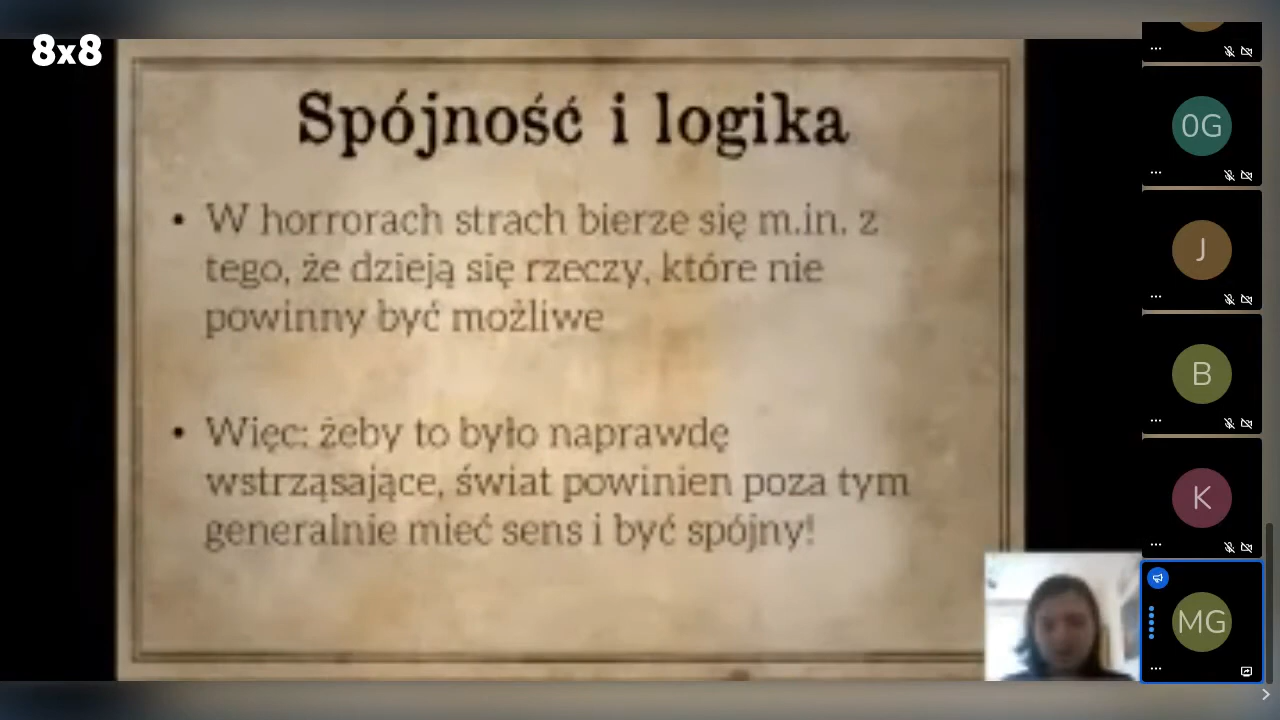 8x8
Spójność i logika
• W horrorach strach bierze się m.in. z
tego, że dzieją się rzeczy, które nie
powinny być możliwe
• Więc: żeby to było naprawdę
wstrząsające, świat powinien poza tym
generalnie mieć sens i być spójny!
0G
J
B
K
MG